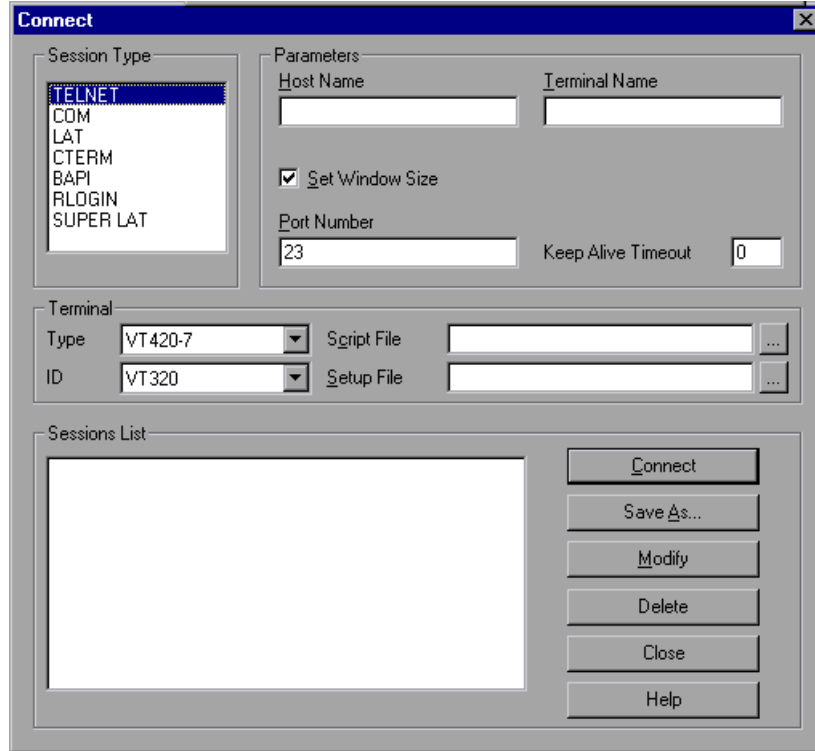 Connect
Session Type
TELNET
COM
LAT
CTERM
BAPI
RLOGIN
SUPER LAT
Parameters
Host Name
Terminal Name
Set Window Size
Port Number
23
Keep Alive Timeout
0
Terminal
Type
VT420-7
Script File
...
ID
VT320
Setup File
...
Sessions List
Connect
Save As...
Modify
Delete
Close
Help